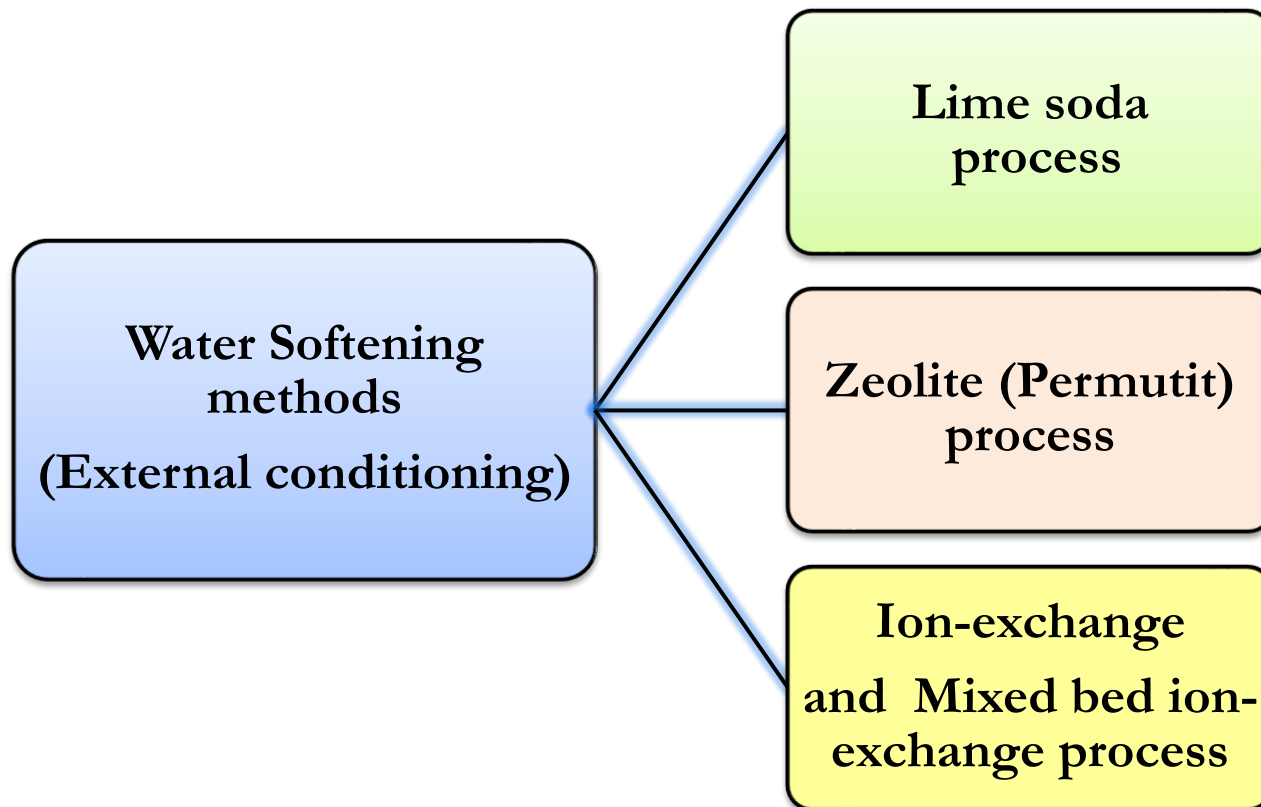 Water Softening
methods
(External conditioning)
Lime soda
process
Zeolite (Permutit)
process
Ion-exchange
and Mixed bed ion-
exchange process